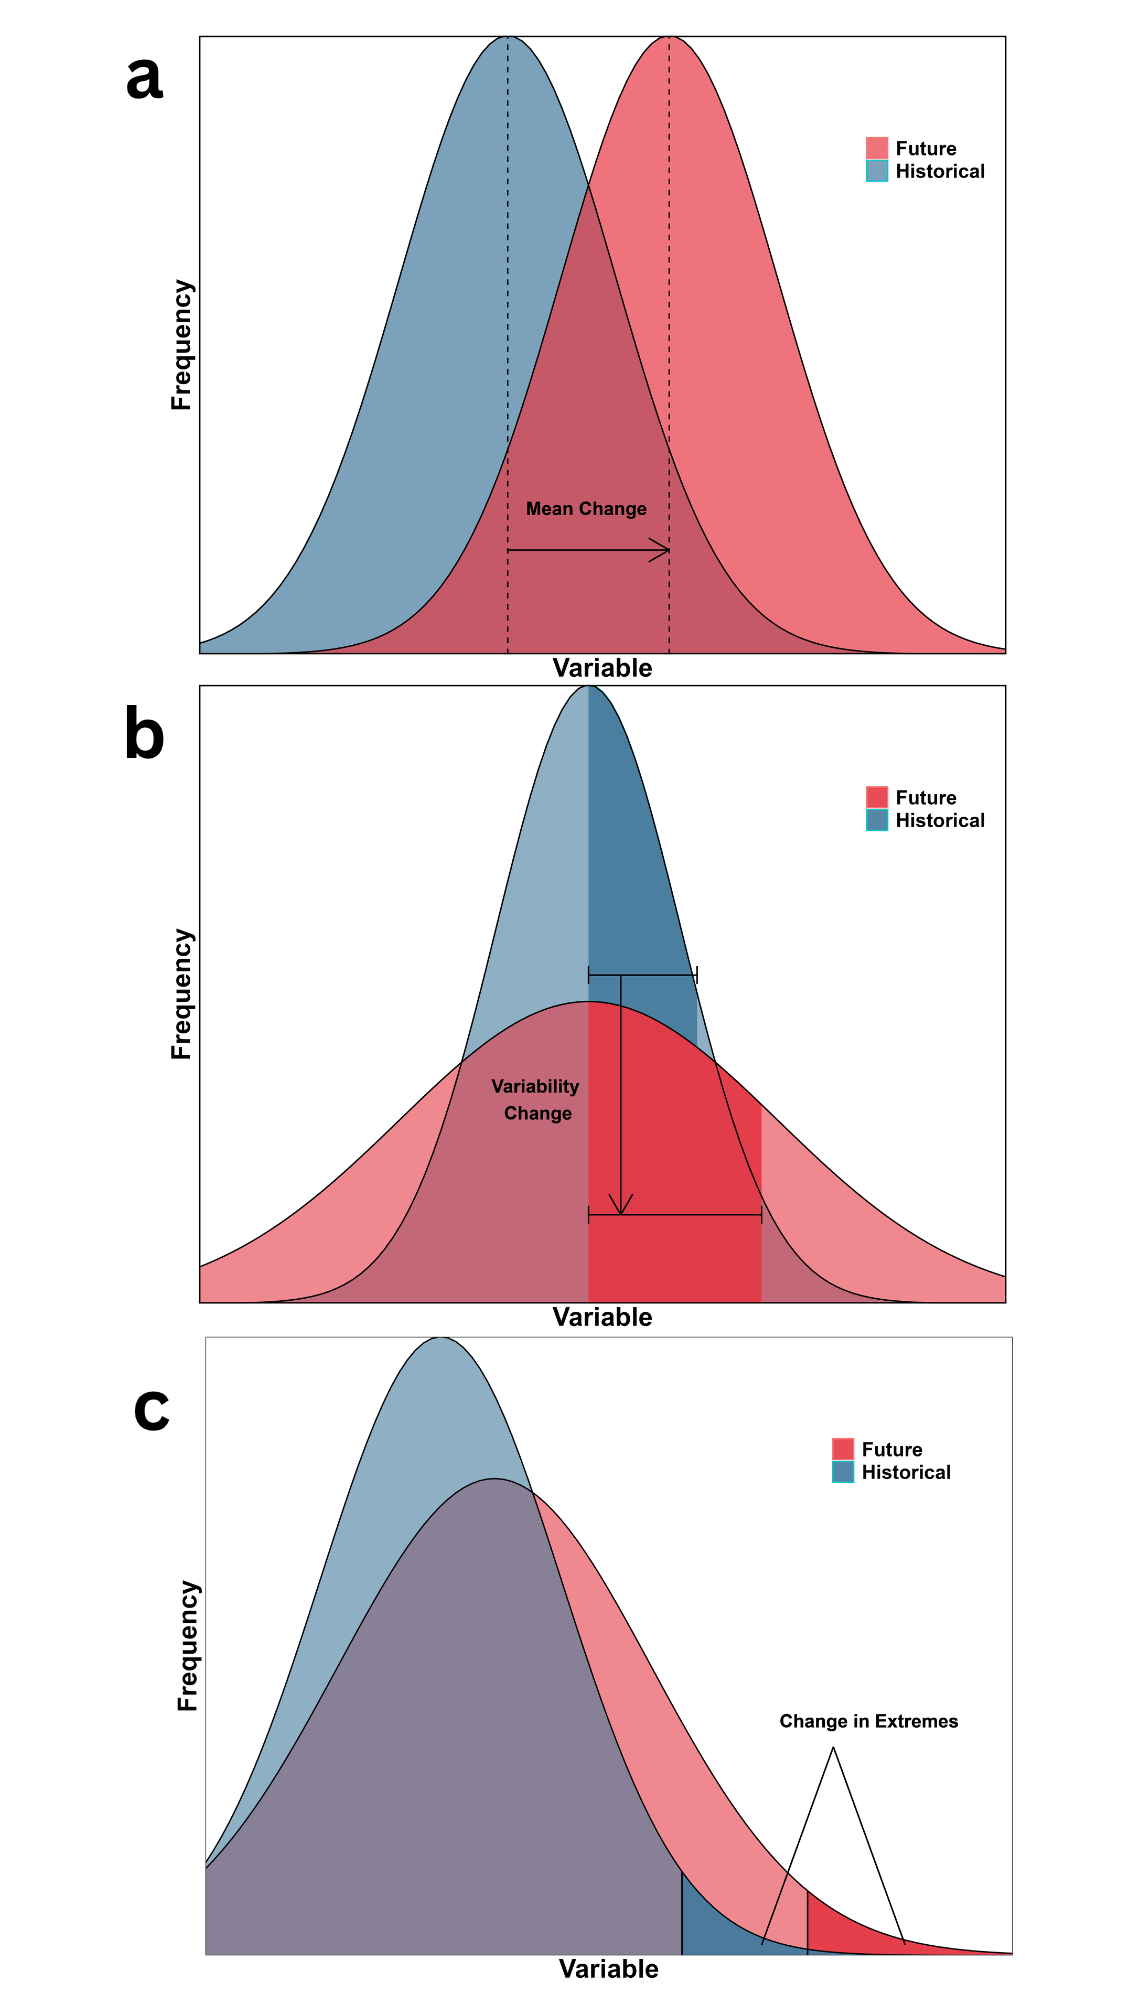 a
Future
Historical
Frequency
Mean Change
Variable
b
Future
Historical
Frequency
Variability
Change
Variable
c
Future
Historical
Frequency
Change in Extremes
Variable